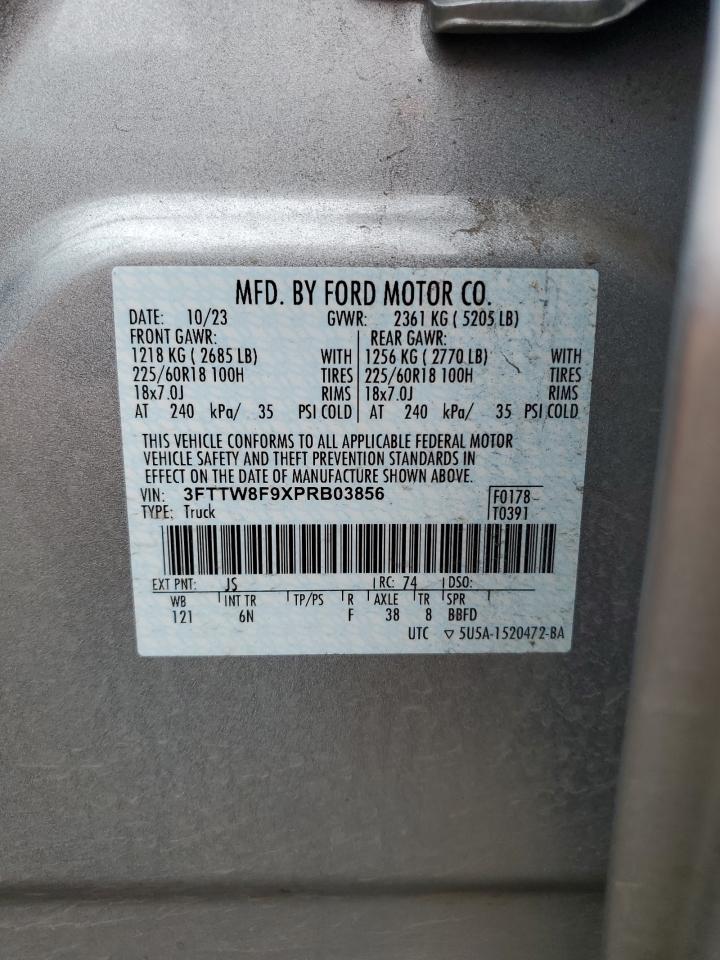 MFD. BY FORD MOTOR CO.
DATE: 10/23 GVWR: 2361 KG ( 5205 LB)
FRONT GAWR: REAR GAWR:
1218 KG ( 2685 LB) WITH 1256 KG ( 2770 LB) WITH
225/60R18 100H TIRES 225/60R18 100H TIRES
18x7.0J RIMS 18x7.0J RIMS
AT 240 kPa/ 35 PSI COLD AT 240 kPa/ 35 PSI COLD
THIS VEHICLE CONFORMS TO ALL APPLICABLE FEDERAL MOTOR
VEHICLE SAFETY AND THEFT PREVENTION STANDARDS IN
EFFECT ON THE DATE OF MANUFACTURE SHOWN ABOVE.
VIN: 3FTTW8F9XPRB03856 F0178
TYPE: Truck T0391
EXT PNT: JS RC: 74 DSO:
WB INT TR TP/PS R AXLE TR SPR
121 6N F 38 8 BBFD
UTC ▽ 5U5A-1520472-BA